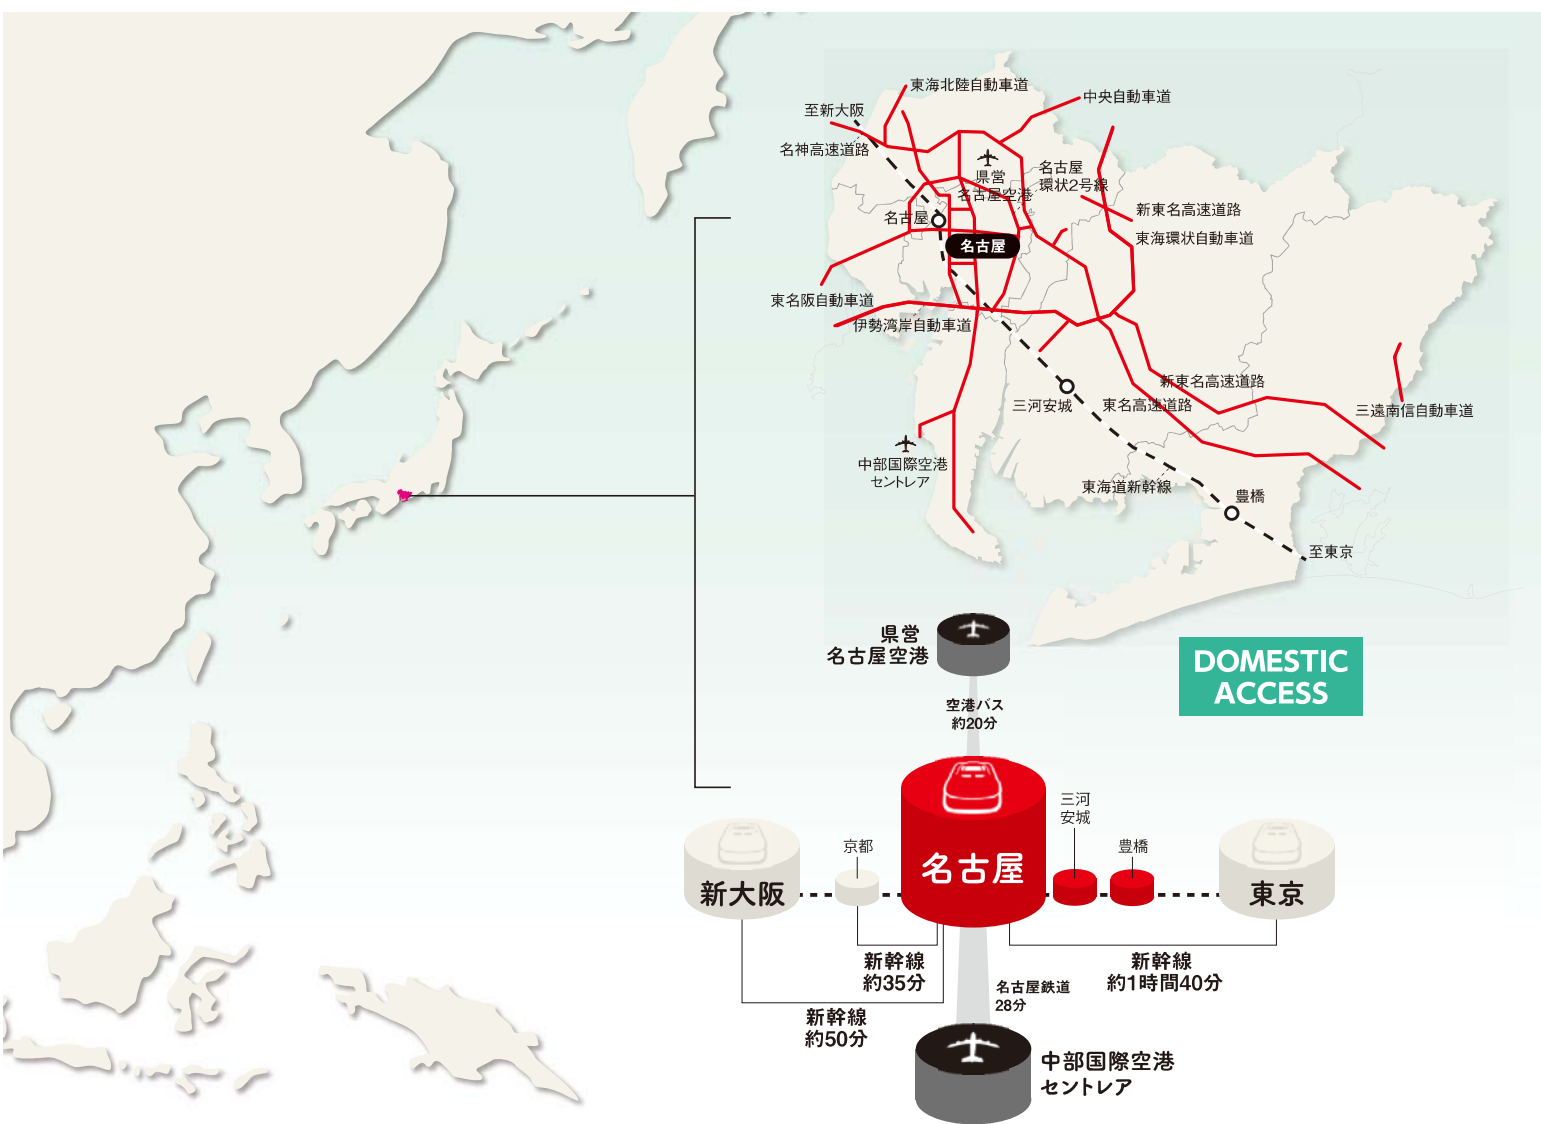 東海北陸自動車道
中央自動車道
至新大阪
名神高速道路
県営
名古屋空港
名古屋
環状2号線
新東名高速道路
名古屋
東海環状自動車道
名古屋
東名阪自動車道
伊勢湾岸自動車道
新東名高速道路
三河安城
東名高速道路
三遠南信自動車道
中部国際空港
セントレア
東海道新幹線
豊橋
至東京
県営
名古屋空港
DOMESTIC
ACCESS
空港バス
約20分
三河
安城
京都
豊橋
名古屋
新大阪
東京
新幹線
約35分
新幹線
約1時間40分
名古屋鉄道
28分
新幹線
約50分
中部国際空港
セントレア